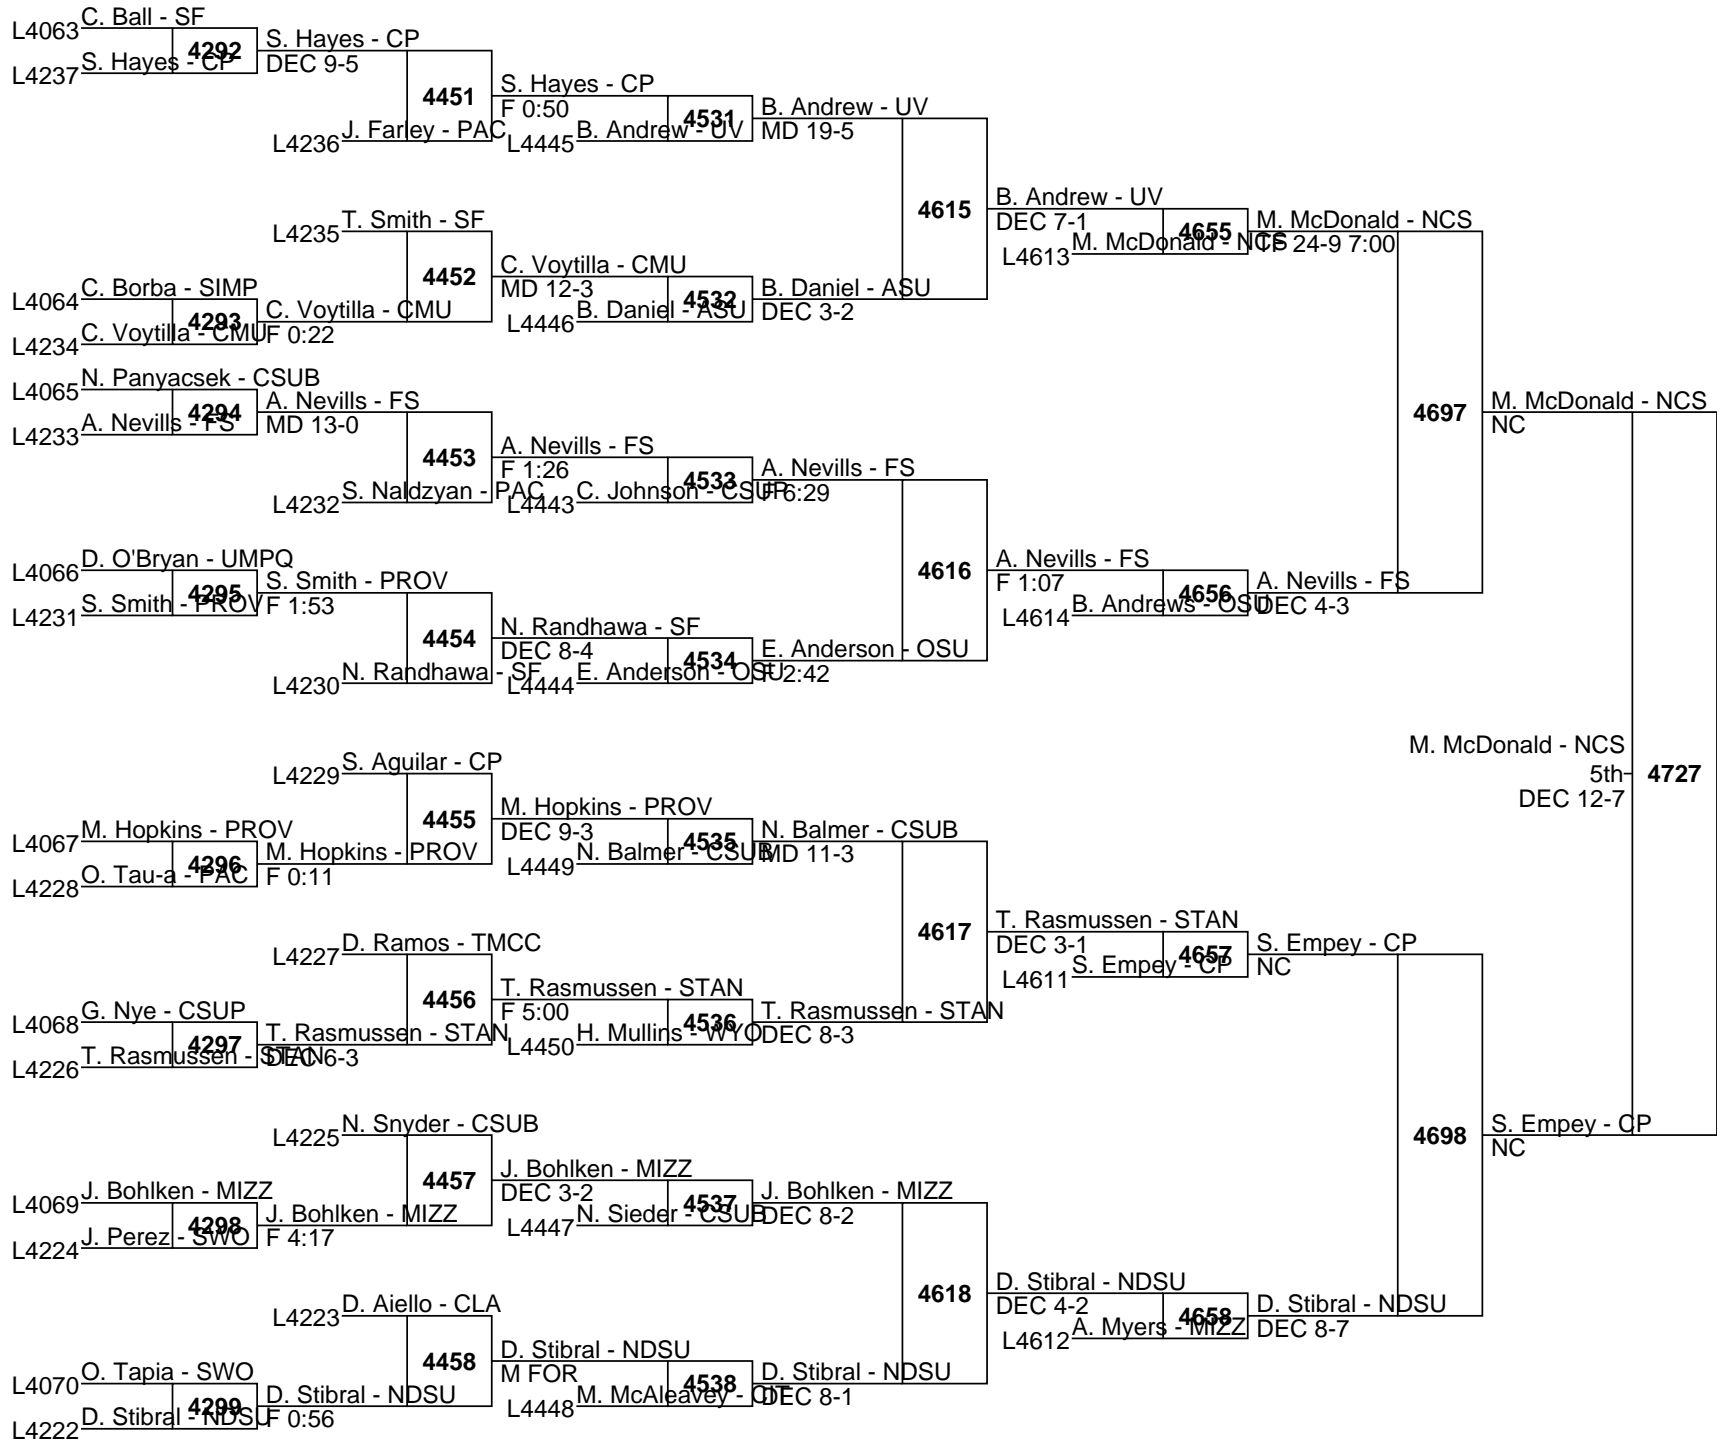 C. Ball - SF
L4063
4292
S. Hayes - CP
L4237
S. Hayes - CP
DEC 9-5
4451
J. Farley - PAC
L4236
S. Hayes - CP
F 0:50
4531
B. Andrew - UV
L4445
B. Andrew - UV
MD 19-5
4615
T. Smith - SF
L4235
4452
C. Borba - SIMP
L4064
4293
C. Voytilla - CMU
L4234
C. Voytilla - CMU
F 0:22
C. Voytilla - CMU
MD 12-3
4532
B. Daniel - ASU
L4446
B. Daniel - ASU
DEC 3-2
B. Andrew - UV
DEC 7-1
4655
M. McDonald - NCS
L4613
M. McDonald - NCS
TF 24-9 7:00
4697
N. Panyacsek - CSUB
L4065
4294
A. Nevills - FS
L4233
A. Nevills - FS
MD 13-0
4453
S. Naldzyan - PAC
L4232
A. Nevills - FS
F 1:26
4533
C. Johnson - CSUP
L4443
A. Nevills - FS
F 6:29
4616
D. O'Bryan - UMPQ
L4066
4295
S. Smith - PROV
L4231
S. Smith - PROV
F 1:53
4454
N. Randhawa - SF
L4230
N. Randhawa - SF
DEC 8-4
4534
E. Anderson - OSU
L4444
E. Anderson - OSU
F 2:42
A. Nevills - FS
F 1:07
4656
B. Andrews - OSU
L4614
A. Nevills - FS
DEC 4-3
M. McDonald - NCS
NC
M. McDonald - NCS
5th
4727
DEC 12-7
S. Aguilar - CP
L4229
4455
M. Hopkins - PROV
L4067
4296
O. Tau-a - PAC
L4228
M. Hopkins - PROV
F 0:11
M. Hopkins - PROV
DEC 9-3
4535
N. Balmer - CSUB
L4449
N. Balmer - CSUB
MD 11-3
4617
D. Ramos - TMCC
L4227
4456
G. Nye - CSUP
L4068
4297
T. Rasmussen - STAN
L4226
T. Rasmussen - STAN
DEC 6-3
T. Rasmussen - STAN
F 5:00
4536
H. Mullins - WYO
L4450
T. Rasmussen - STAN
DEC 8-3
T. Rasmussen - STAN
DEC 3-1
4657
S. Empey - CP
L4611
S. Empey - CP
NC
4698
N. Snyder - CSUB
L4225
4457
J. Bohlken - MIZZ
L4069
4298
J. Perez - SWO
L4224
J. Bohlken - MIZZ
F 4:17
J. Bohlken - MIZZ
DEC 3-2
4537
N. Sieder - CSUB
L4447
J. Bohlken - MIZZ
DEC 8-2
4618
D. Aiello - CLA
L4223
4458
O. Tapia - SWO
L4070
4299
D. Stibral - NDSU
L4222
D. Stibral - NDSU
F 0:56
D. Stibral - NDSU
M FOR
4538
M. McAleavey - CIT
L4448
D. Stibral - NDSU
DEC 8-1
D. Stibral - NDSU
DEC 4-2
4658
A. Myers - MIZZ
L4612
D. Stibral - NDSU
DEC 8-7
S. Empey - CP
NC